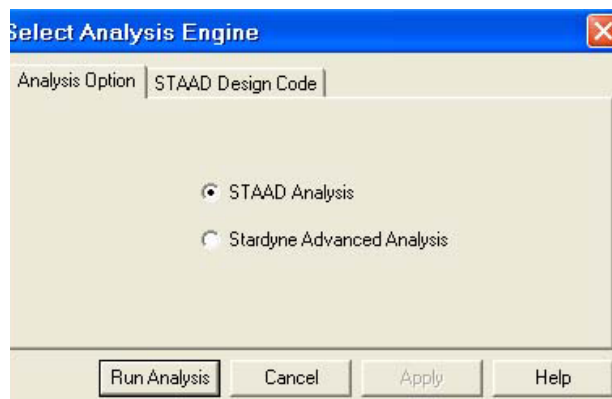 Select Analysis Engine
Analysis Option STAAD Design Code
STAAD Analysis
Stardyne Advanced Analysis
Run Analysis Cancel Apply Help